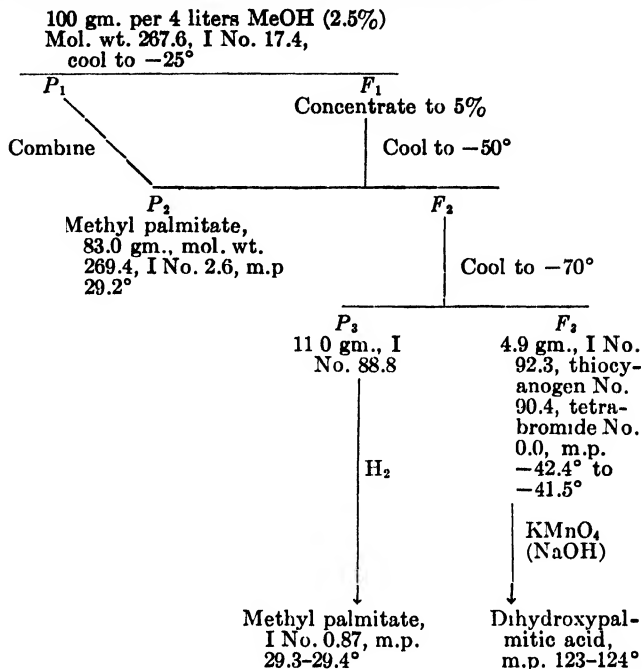 100 gm. per 4 liters MeOH (2.5%)
Mol. wt. 267.6, I No. 17.4,
cool to −25°
P₁ F₁
Concentrate to 5%
Combine
Cool to −50°
P₂ F₂
Methyl palmitate,
83.0 gm., mol. wt.
269.4, I No. 2.6, m.p
29.2°
Cool to −70°
P₃ F₃
11 0 gm., I
No. 88.8
4.9 gm., I No.
92.3, thiocy-
anogen No.
90.4, tetra-
bromide No.
0.0, m.p.
−42.4° to
−41.5°
H₂
KMnO₄
(NaOH)
Methyl palmitate,
I No. 0.87, m.p.
29.3–29.4°
Dihydroxypal-
mitic acid,
m.p. 123–124°